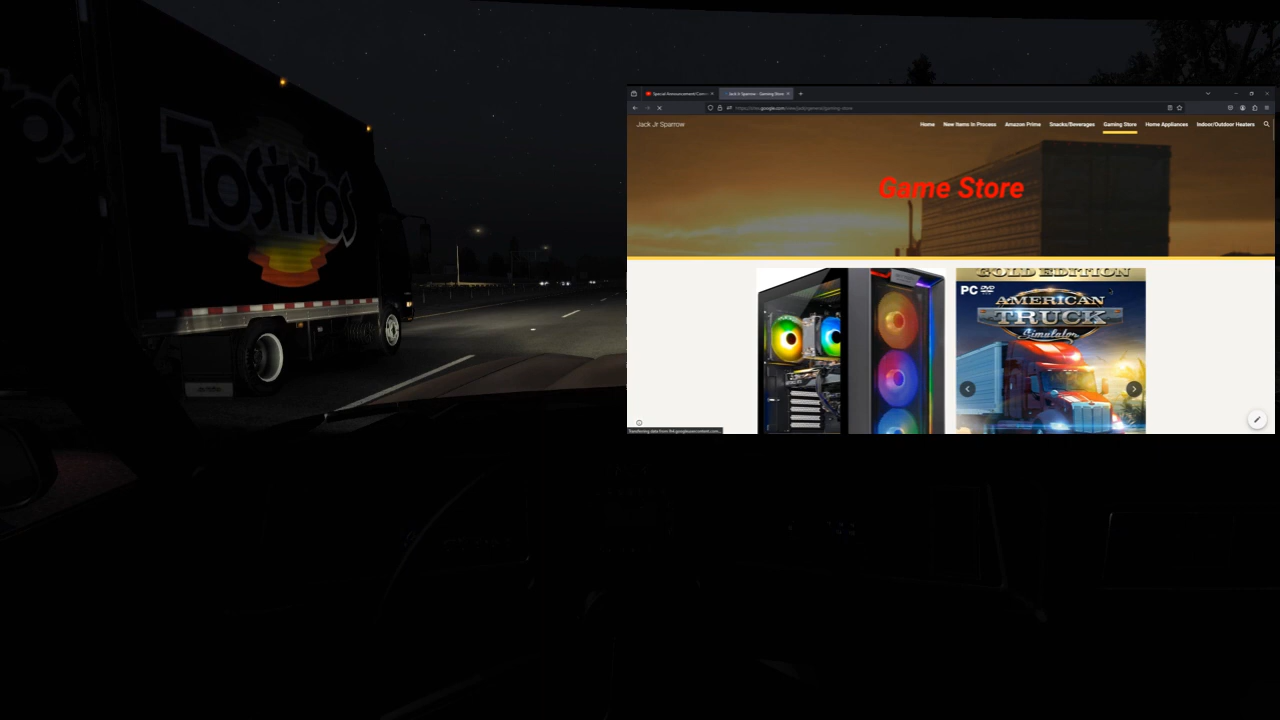 TOSTITOS
Special Announcement/Com
Jack Jr Sparrow - Gaming Store
Jack Jr Sparrow
Home
New Items In Process
Amazon Prime
Snacks/Beverages
Gaming Store
Home Appliances
Indoor/Outdoor Heaters
Game Store
GOLD EDITION
PC DVD
AMERICAN
TRUCK
Simulator